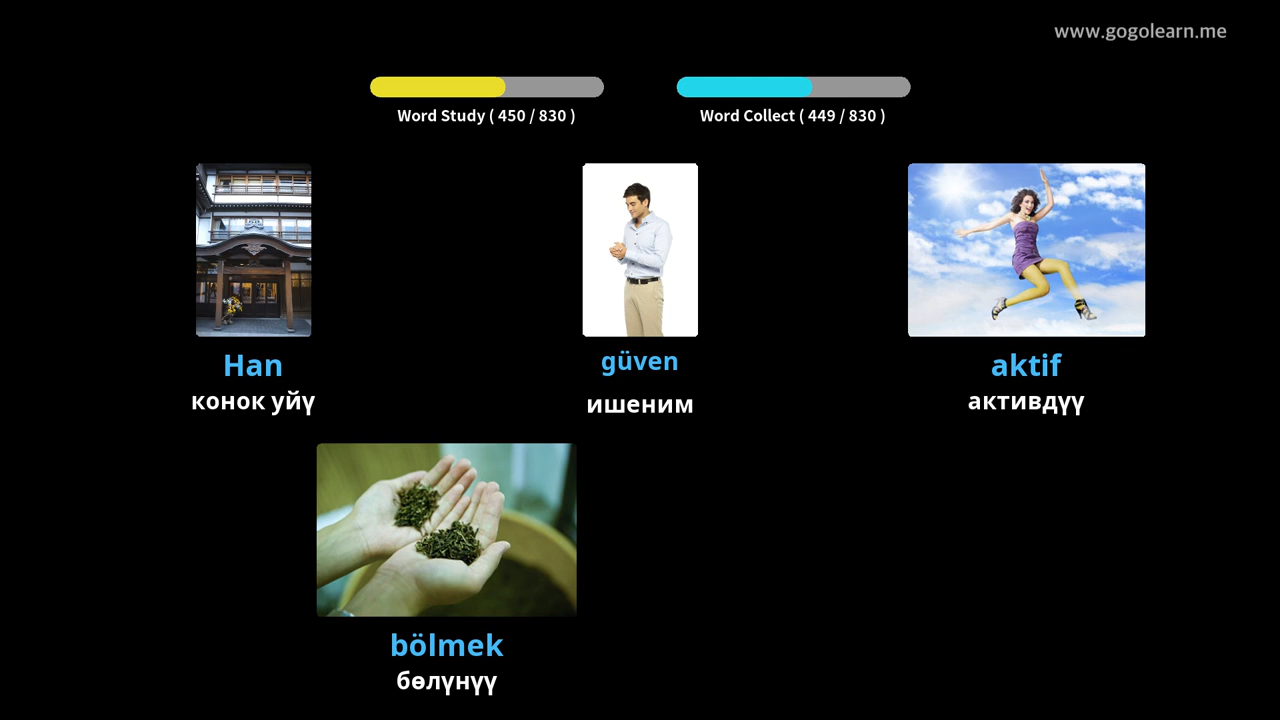 www.gogolearn.me
Word Study ( 450 / 830 )
Word Collect ( 449 / 830 )
Han
конок уйү
güven
ишеним
aktif
активдүү
bölmek
бөлүнүү